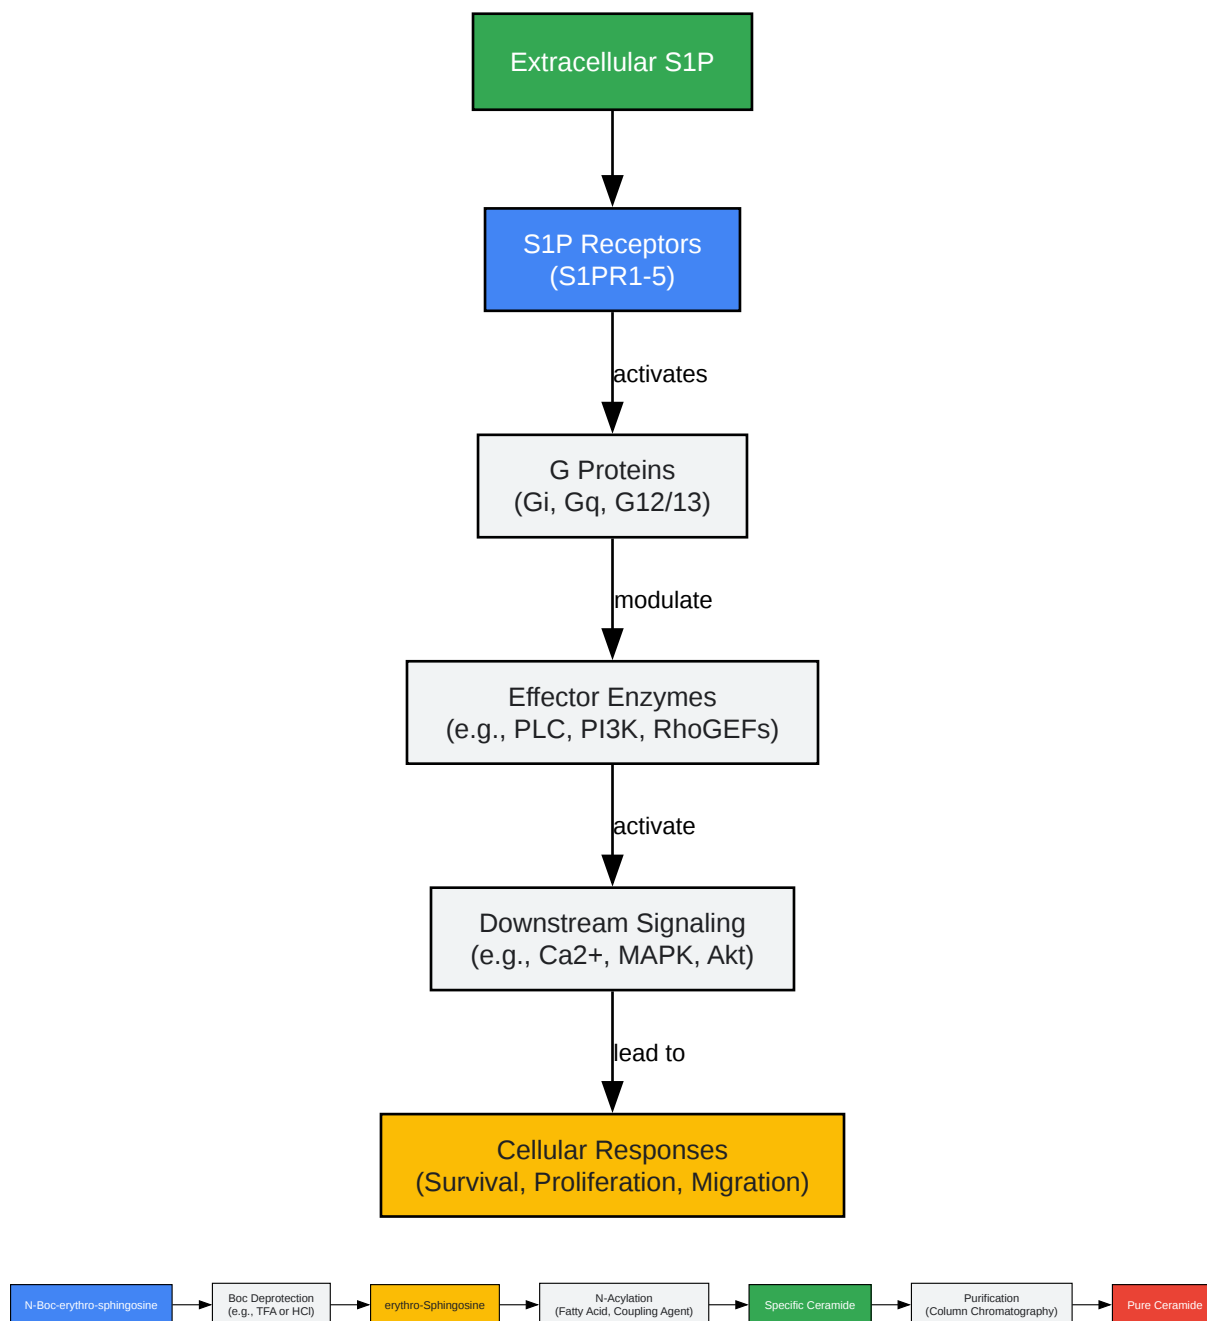 Extracellular S1P
S1P Receptors
(S1PR1-5)
activates
G Proteins
(Gi, Gq, G12/13)
modulate
Effector Enzymes
(e.g., PLC, PI3K, RhoGEFs)
activate
Downstream Signaling
(e.g., Ca2+, MAPK, Akt)
lead to
Cellular Responses
(Survival, Proliferation, Migration)
N-Boc-erythro-sphingosine
Boc Deprotection
(e.g., TFA or HCl)
erythro-Sphingosine
N-Acylation
(Fatty Acid, Coupling Agent)
Specific Ceramide
Purification
(Column Chromatography)
Pure Ceramide